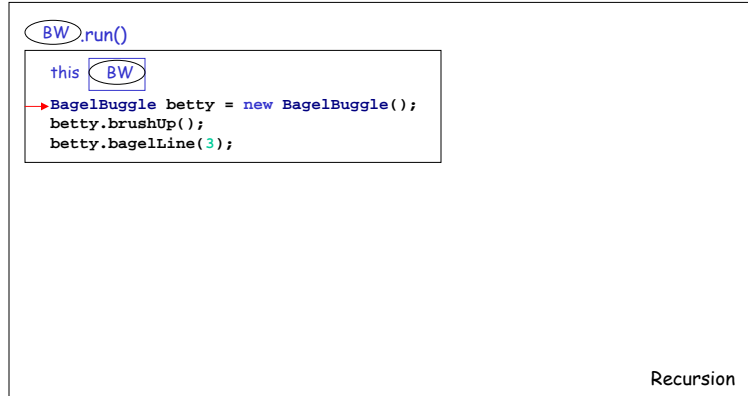 BW.run()
this BW
BagelBuggle betty = new BagelBuggle();
betty.brushUp();
betty.bagelLine(3);
Recursion